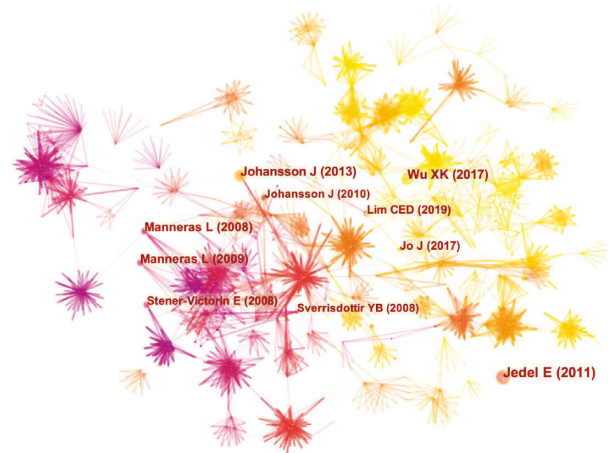 Johansson J (2013)
Wu XK (2017)
Johansson J (2010)
Lim CED (2019)
Manneras L (2008)
Jo J (2017)
Manneras L (2009)
Stener-Victorin E (2008)
Sverrisdottir YB (2008)
Jedel E (2011)